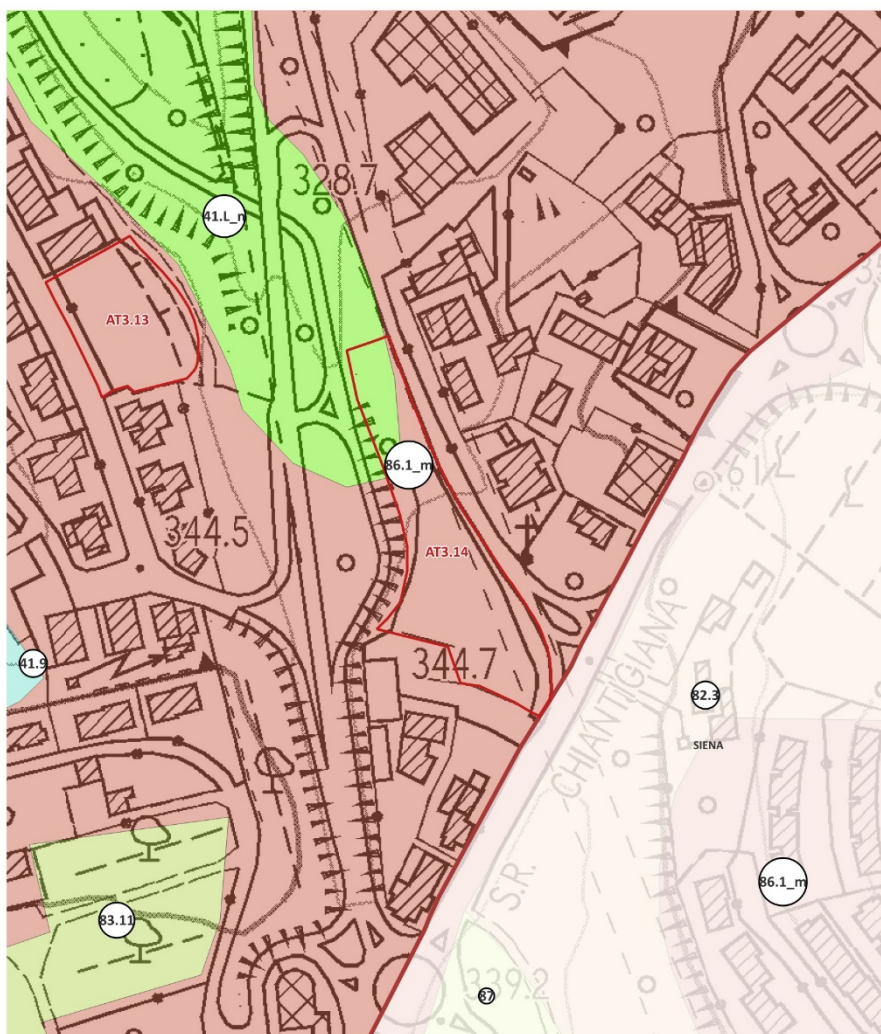 328.7
41.L_n
AT3.13
86.1_m
344.5
AT3.14
344.7
41.9
CHIANTIGIANA
82.3
SIENA
S.R.
86.1_m
83.11
339.2
87